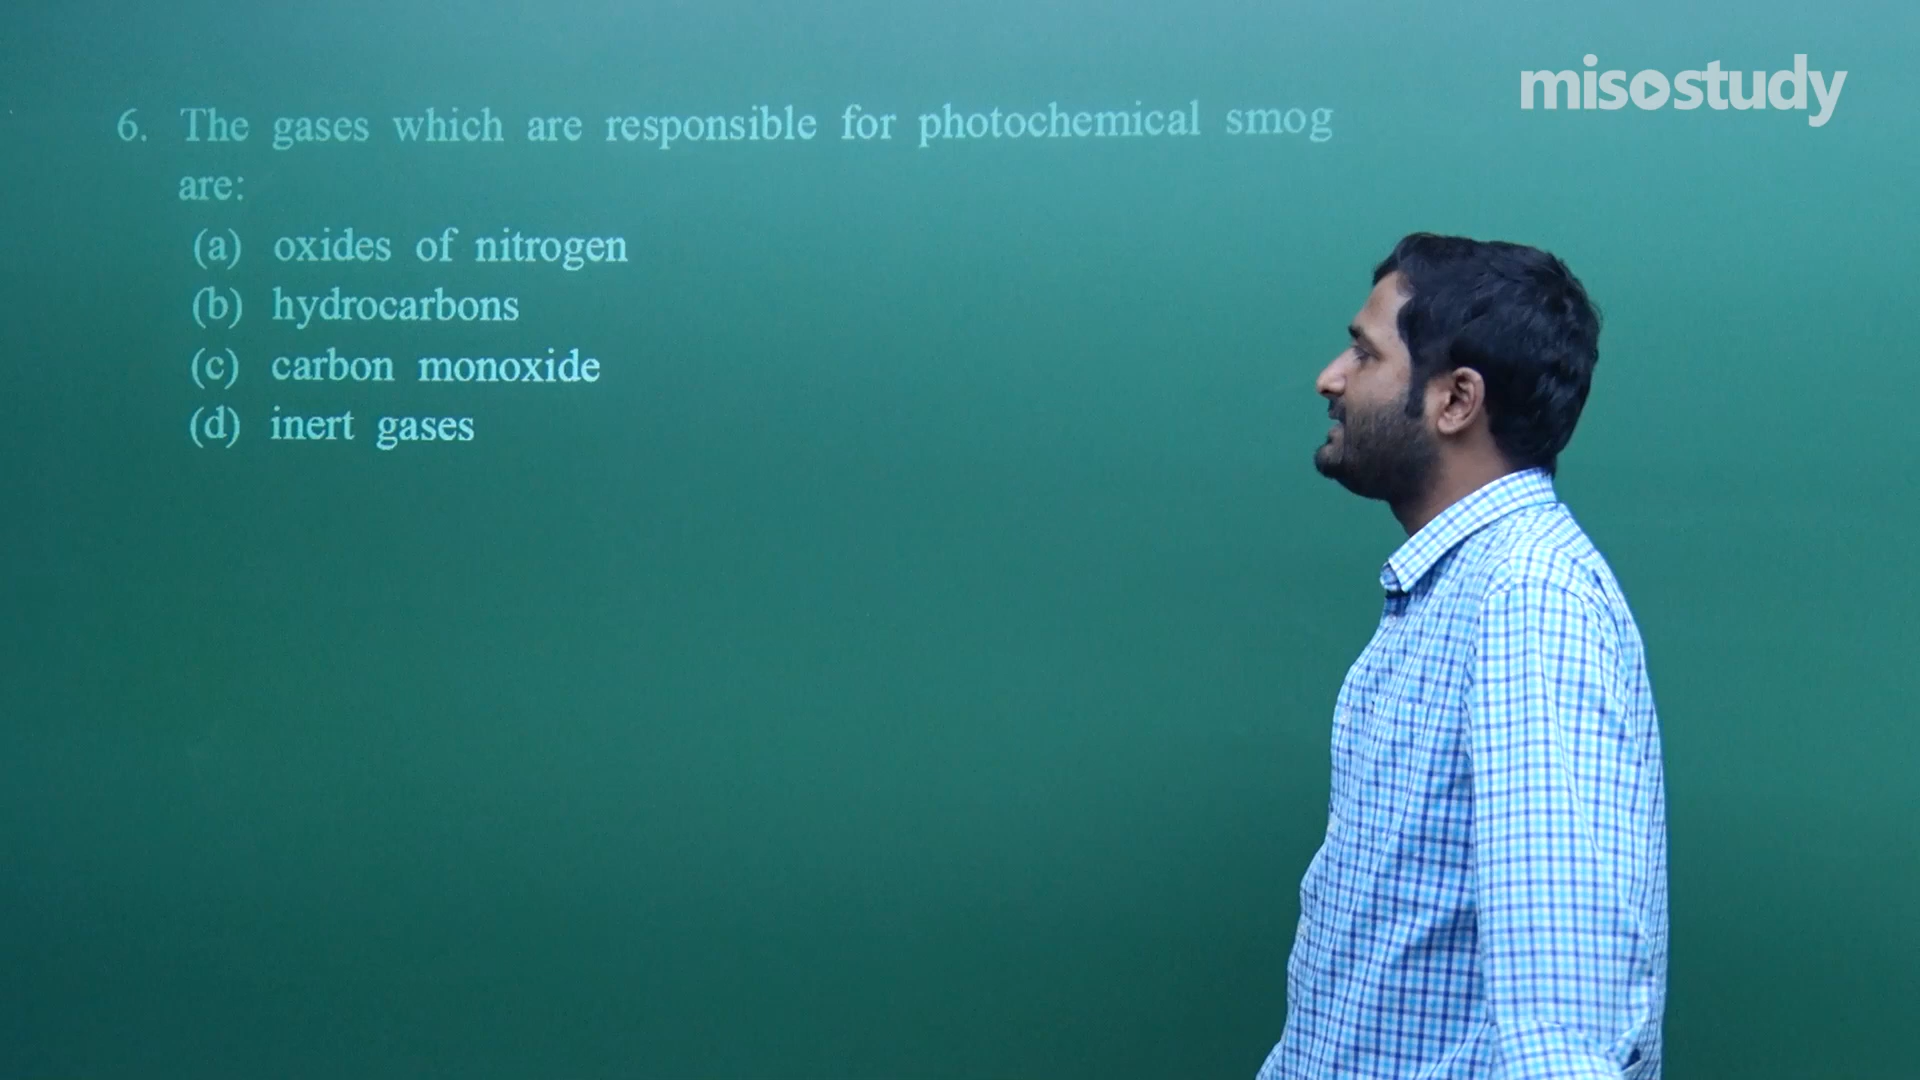 misostudy
6. The gases which are responsible for photochemical smog
are:
(a) oxides of nitrogen
(b) hydrocarbons
(c) carbon monoxide
(d) inert gases